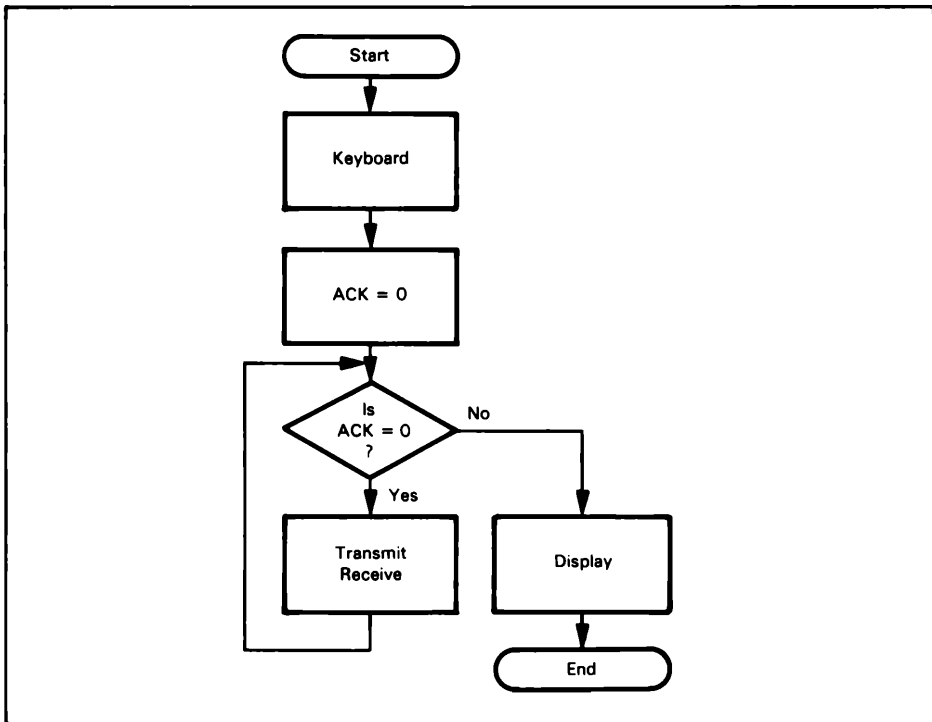 Start
Keyboard
ACK = 0
Is
ACK = 0
?
No
Yes
Transmit
Receive
Display
End